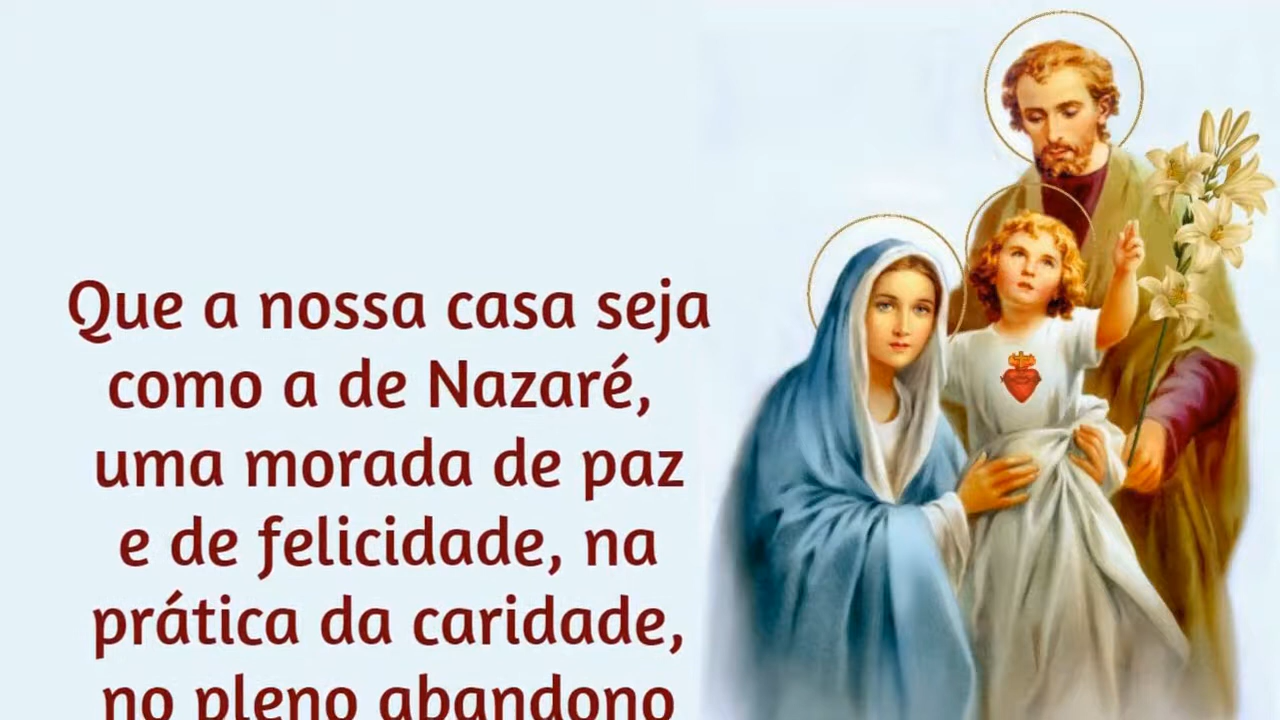 Que a nossa casa seja
como a de Nazaré,
uma morada de paz
e de felicidade, na
prática da caridade,
no pleno abandono